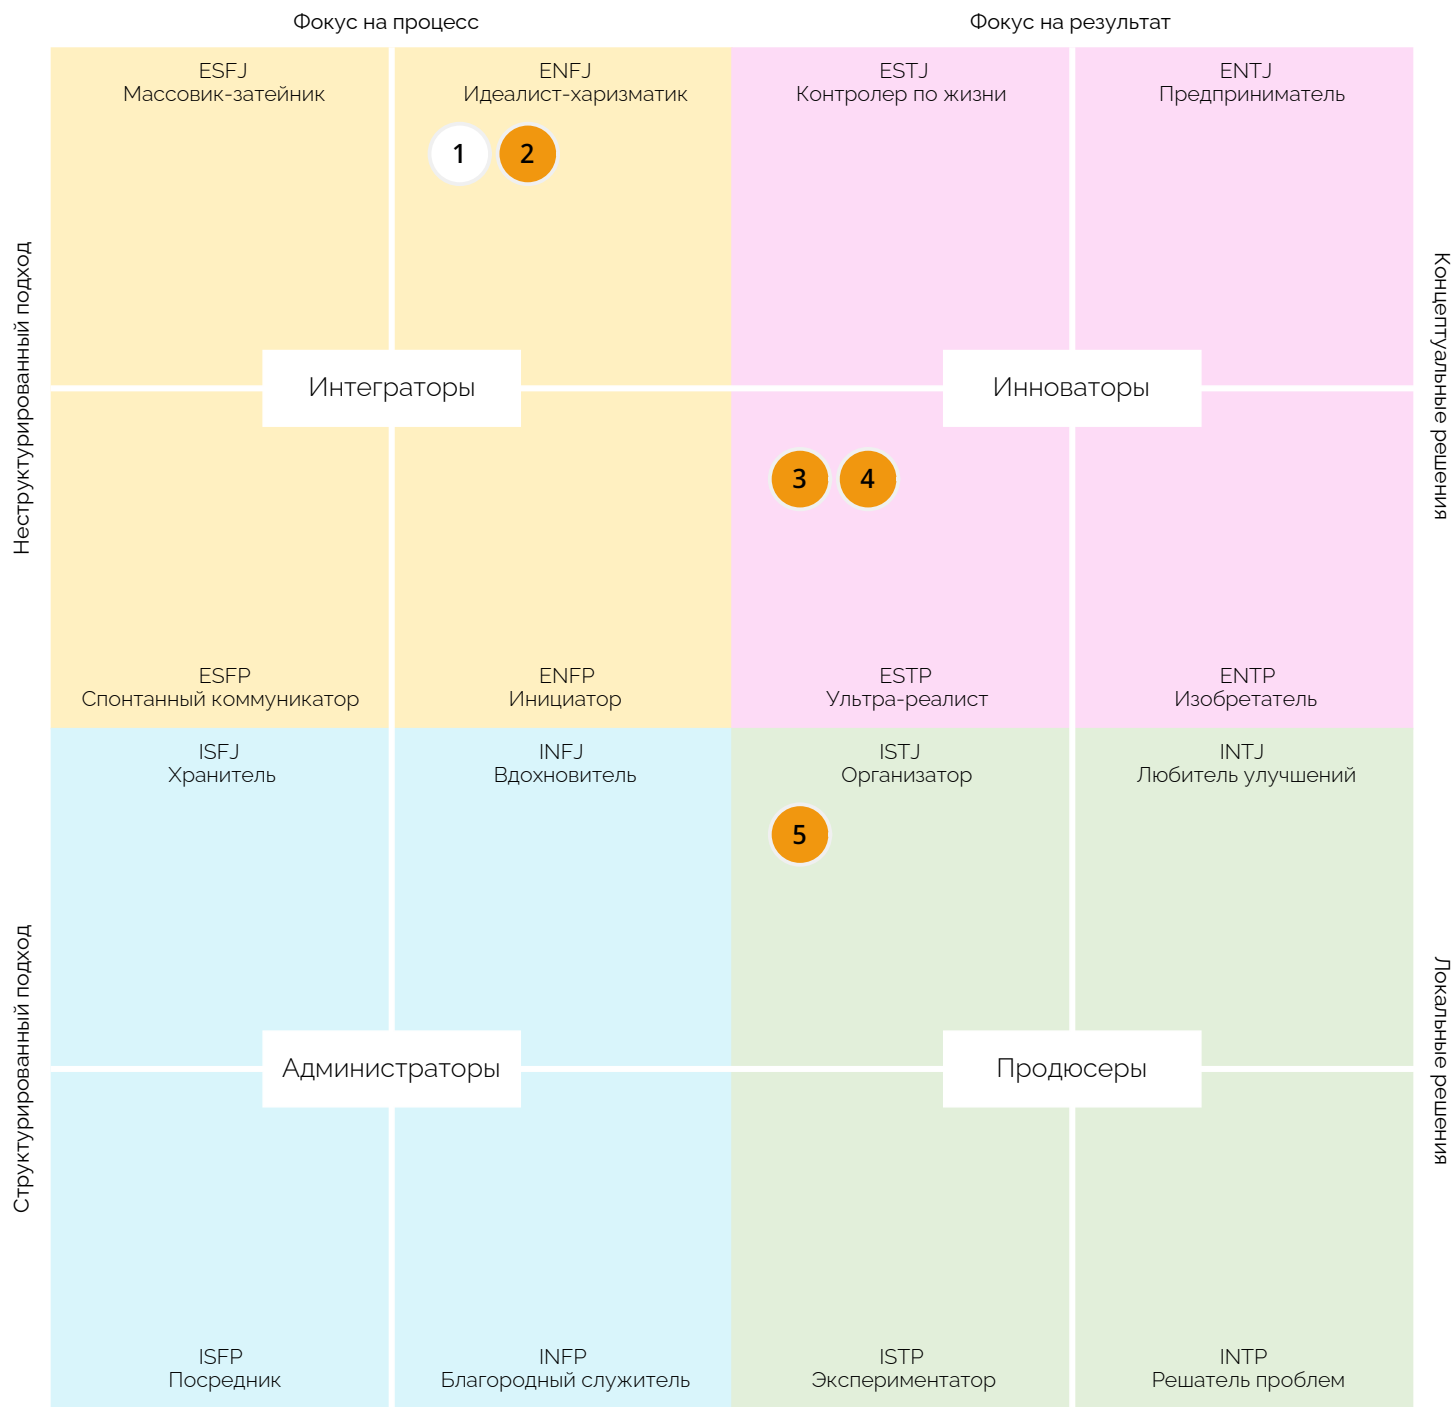 Фокус на процесс
Фокус на результат
ESFJ
Массовик-затейник
ENFJ
Идеалист-харизматик
ESTJ
Контролер по жизни
ENTJ
Предприниматель
1
2
Неструктурированный подход
Концептуальные решения
Интеграторы
Инноваторы
3
4
ESFP
Спонтанный коммуникатор
ENFP
Инициатор
ESTP
Ультра-реалист
ENTP
Изобретатель
ISFJ
Хранитель
INFJ
Вдохновитель
ISTJ
Организатор
INTJ
Любитель улучшений
5
Структурированный подход
Локальные решения
Администраторы
Продюсеры
ISFP
Посредник
INFP
Благородный служитель
ISTP
Экспериментатор
INTP
Решатель проблем